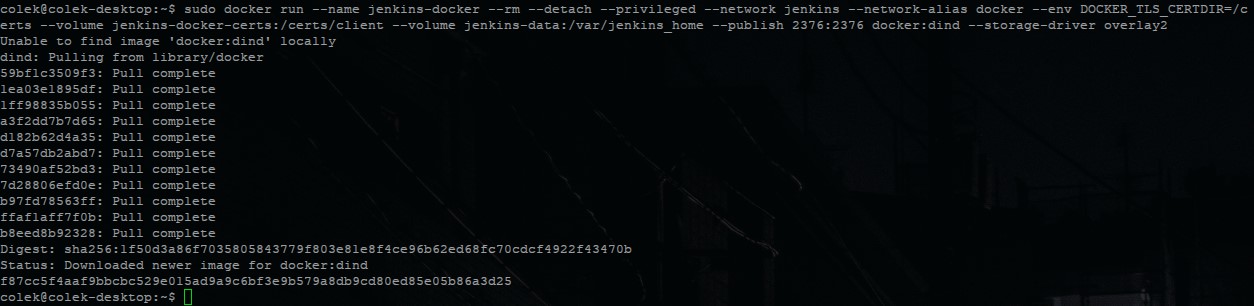 colek@colek-desktop:~$ sudo docker run --name jenkins-docker --rm --detach --privileged --network jenkins --network-alias docker --env DOCKER_TLS_CERTDIR=/c
erts --volume jenkins-docker-certs:/certs/client --volume jenkins-data:/var/jenkins_home --publish 2376:2376 docker:dind --storage-driver overlay2
Unable to find image 'docker:dind' locally
dind: Pulling from library/docker
59bf1c3509f3: Pull complete
1ea03e1895df: Pull complete
1ff98835b055: Pull complete
a3f2dd7b7d65: Pull complete
d182b62d4a35: Pull complete
d7a57db2abd7: Pull complete
73490af52bd3: Pull complete
7d28806efd0e: Pull complete
b97fd78563ff: Pull complete
ffaf1aff7f0b: Pull complete
b8eed8b92328: Pull complete
Digest: sha256:1f50d3a86f7035805843779f803e81e8f4ce96b62ed68fc70cdcf4922f43470b
Status: Downloaded newer image for docker:dind
f87cc5f4aaf9bbcbc529e015ad9a9c6bf3e9b579a8db9cd80ed85e05b86a3d25
colek@colek-desktop:~$